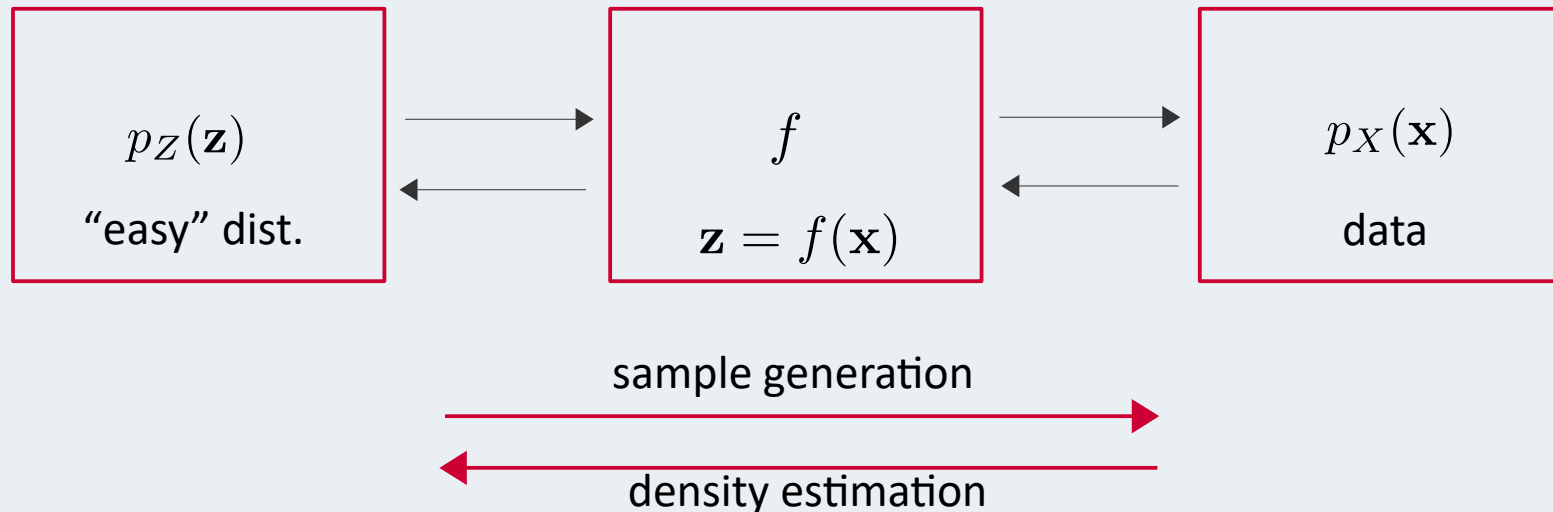 p_Z(𝐳)
“easy” dist.
f
𝐳 = f(𝐱)
p_X(𝐱)
data
sample generation
density estimation